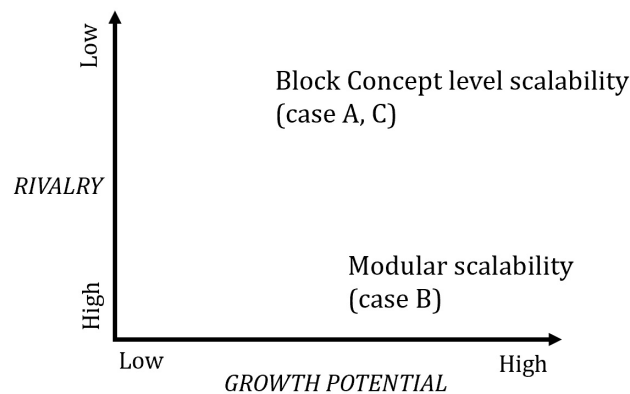 Low
Block Concept level scalability
(case A, C)
RIVALRY
Modular scalability
(case B)
High
Low
High
GROWTH POTENTIAL